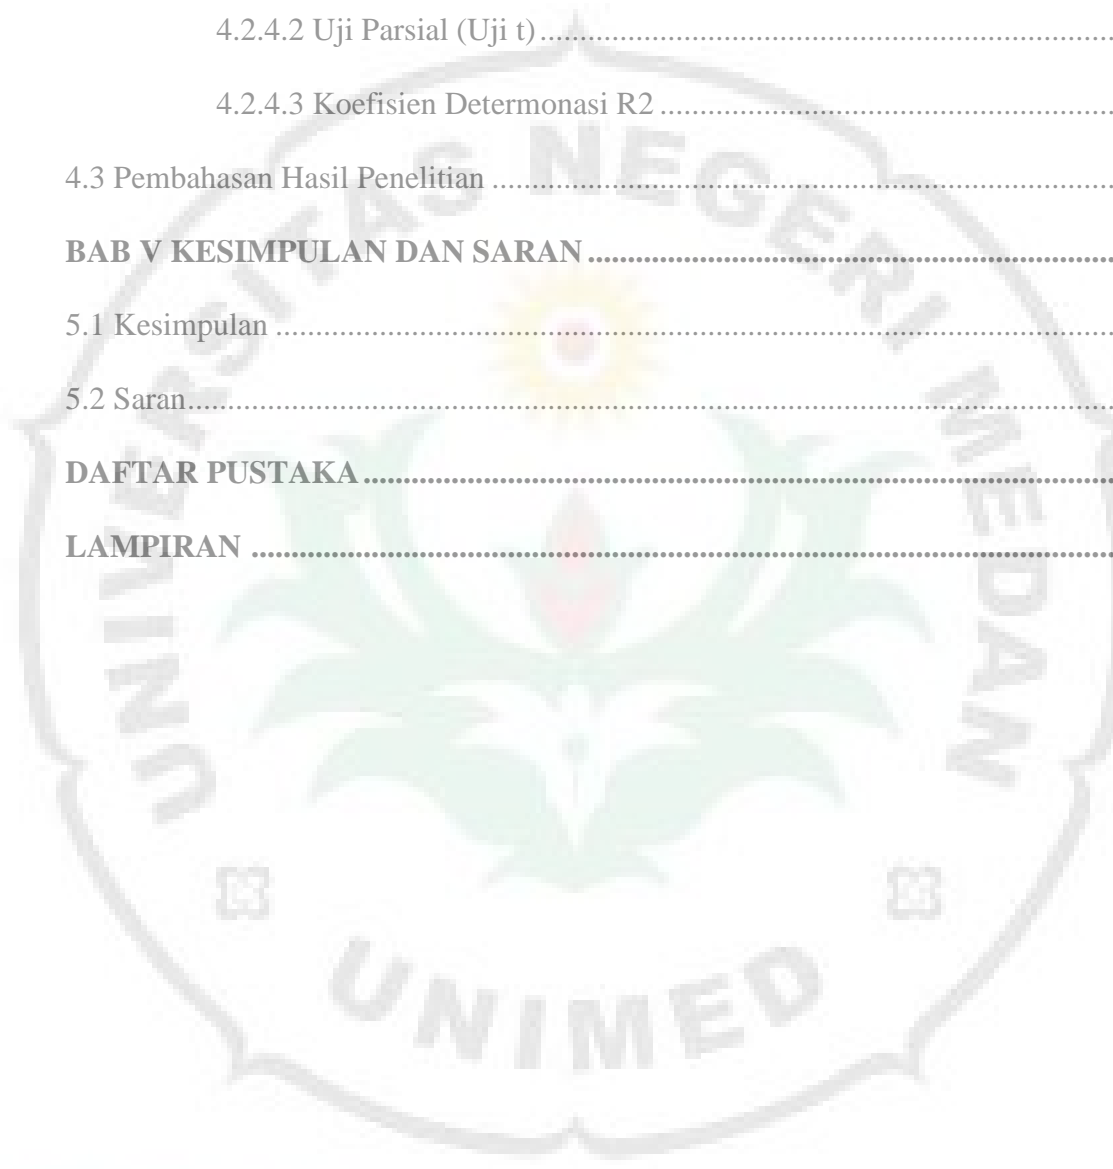 4.2.4.2 Uji Parsial (Uji t) ........................................................................
4.2.4.3 Koefisien Determonasi R2 .........................................................
4.3 Pembahasan Hasil Penelitian ..............................................................................
BAB V KESIMPULAN DAN SARAN ..................................................................
5.1 Kesimpulan .........................................................................................................
5.2 Saran....................................................................................................................
DAFTAR PUSTAKA ..............................................................................................
LAMPIRAN ............................................................................................................
UNIVERSITAS NEGERI MEDAN
UNIMED